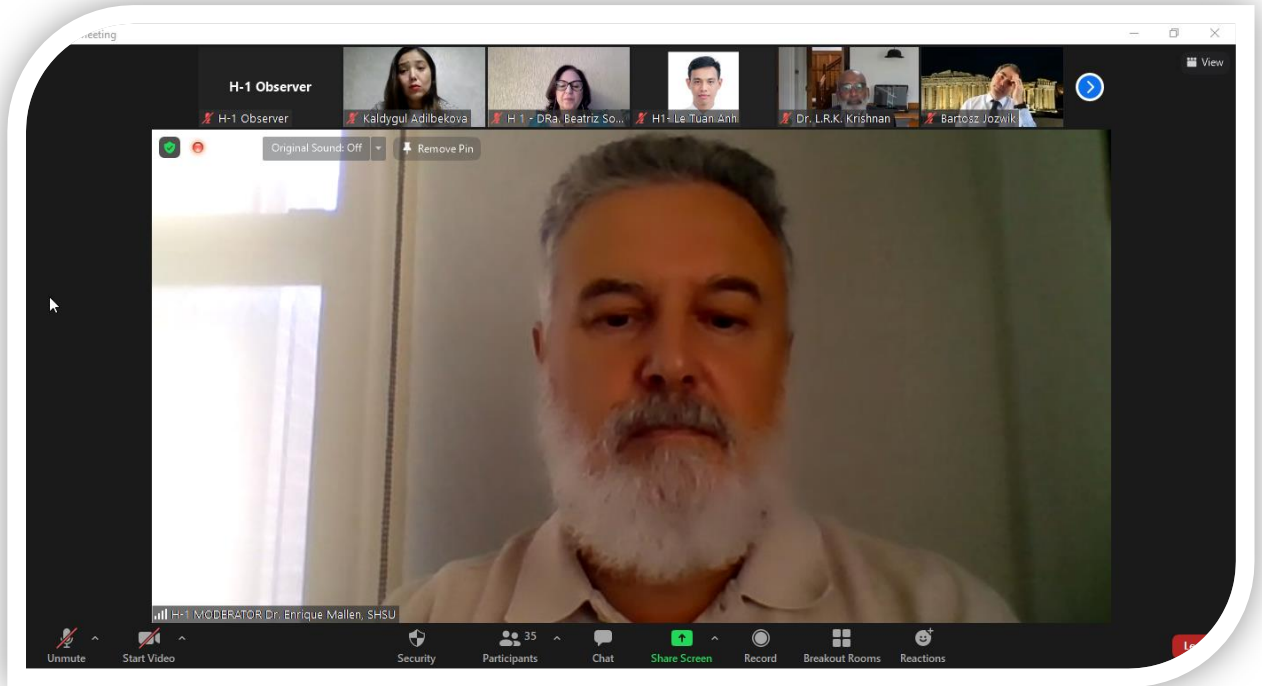 Meeting
View
H-1 Observer
H-1 Observer
Kaldygul Adilbekova
H 1 - DRa. Beatriz So...
H1- Le Tuan Anh
Dr. L.R.K. Krishnan
Bartosz Jozwik
Original Sound: Off
Remove Pin
H-1 MODERATOR Dr. Enrique Mallen, SHSU
Unmute
Start Video
Security
35
Participants
Chat
Share Screen
Record
Breakout Rooms
Reactions